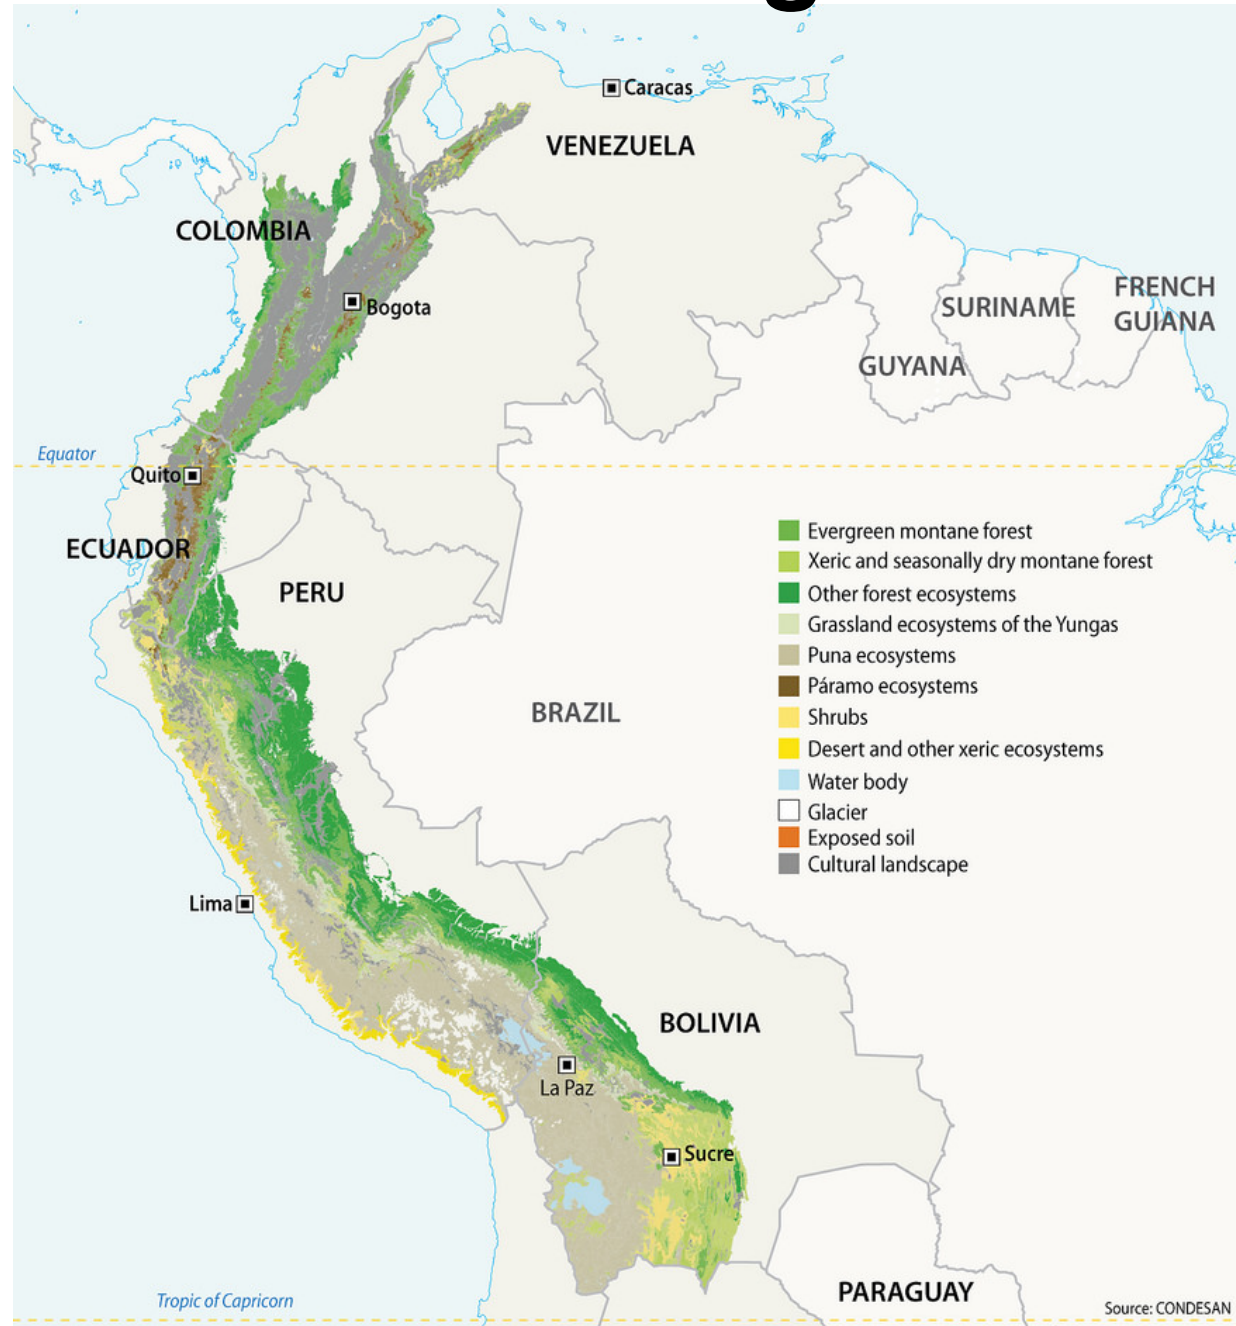 Caracas
VENEZUELA
COLOMBIA
Bogota
SURINAME
FRENCH
GUIANA
GUYANA
Equator
Quito
ECUADOR
PERU
BRAZIL
Evergreen montane forest
Xeric and seasonally dry montane forest
Other forest ecosystems
Grassland ecosystems of the Yungas
Puna ecosystems
Páramo ecosystems
Shrubs
Desert and other xeric ecosystems
Water body
Glacier
Exposed soil
Cultural landscape
Lima
BOLIVIA
La Paz
Sucre
PARAGUAY
Tropic of Capricorn
Source: CONDESAN